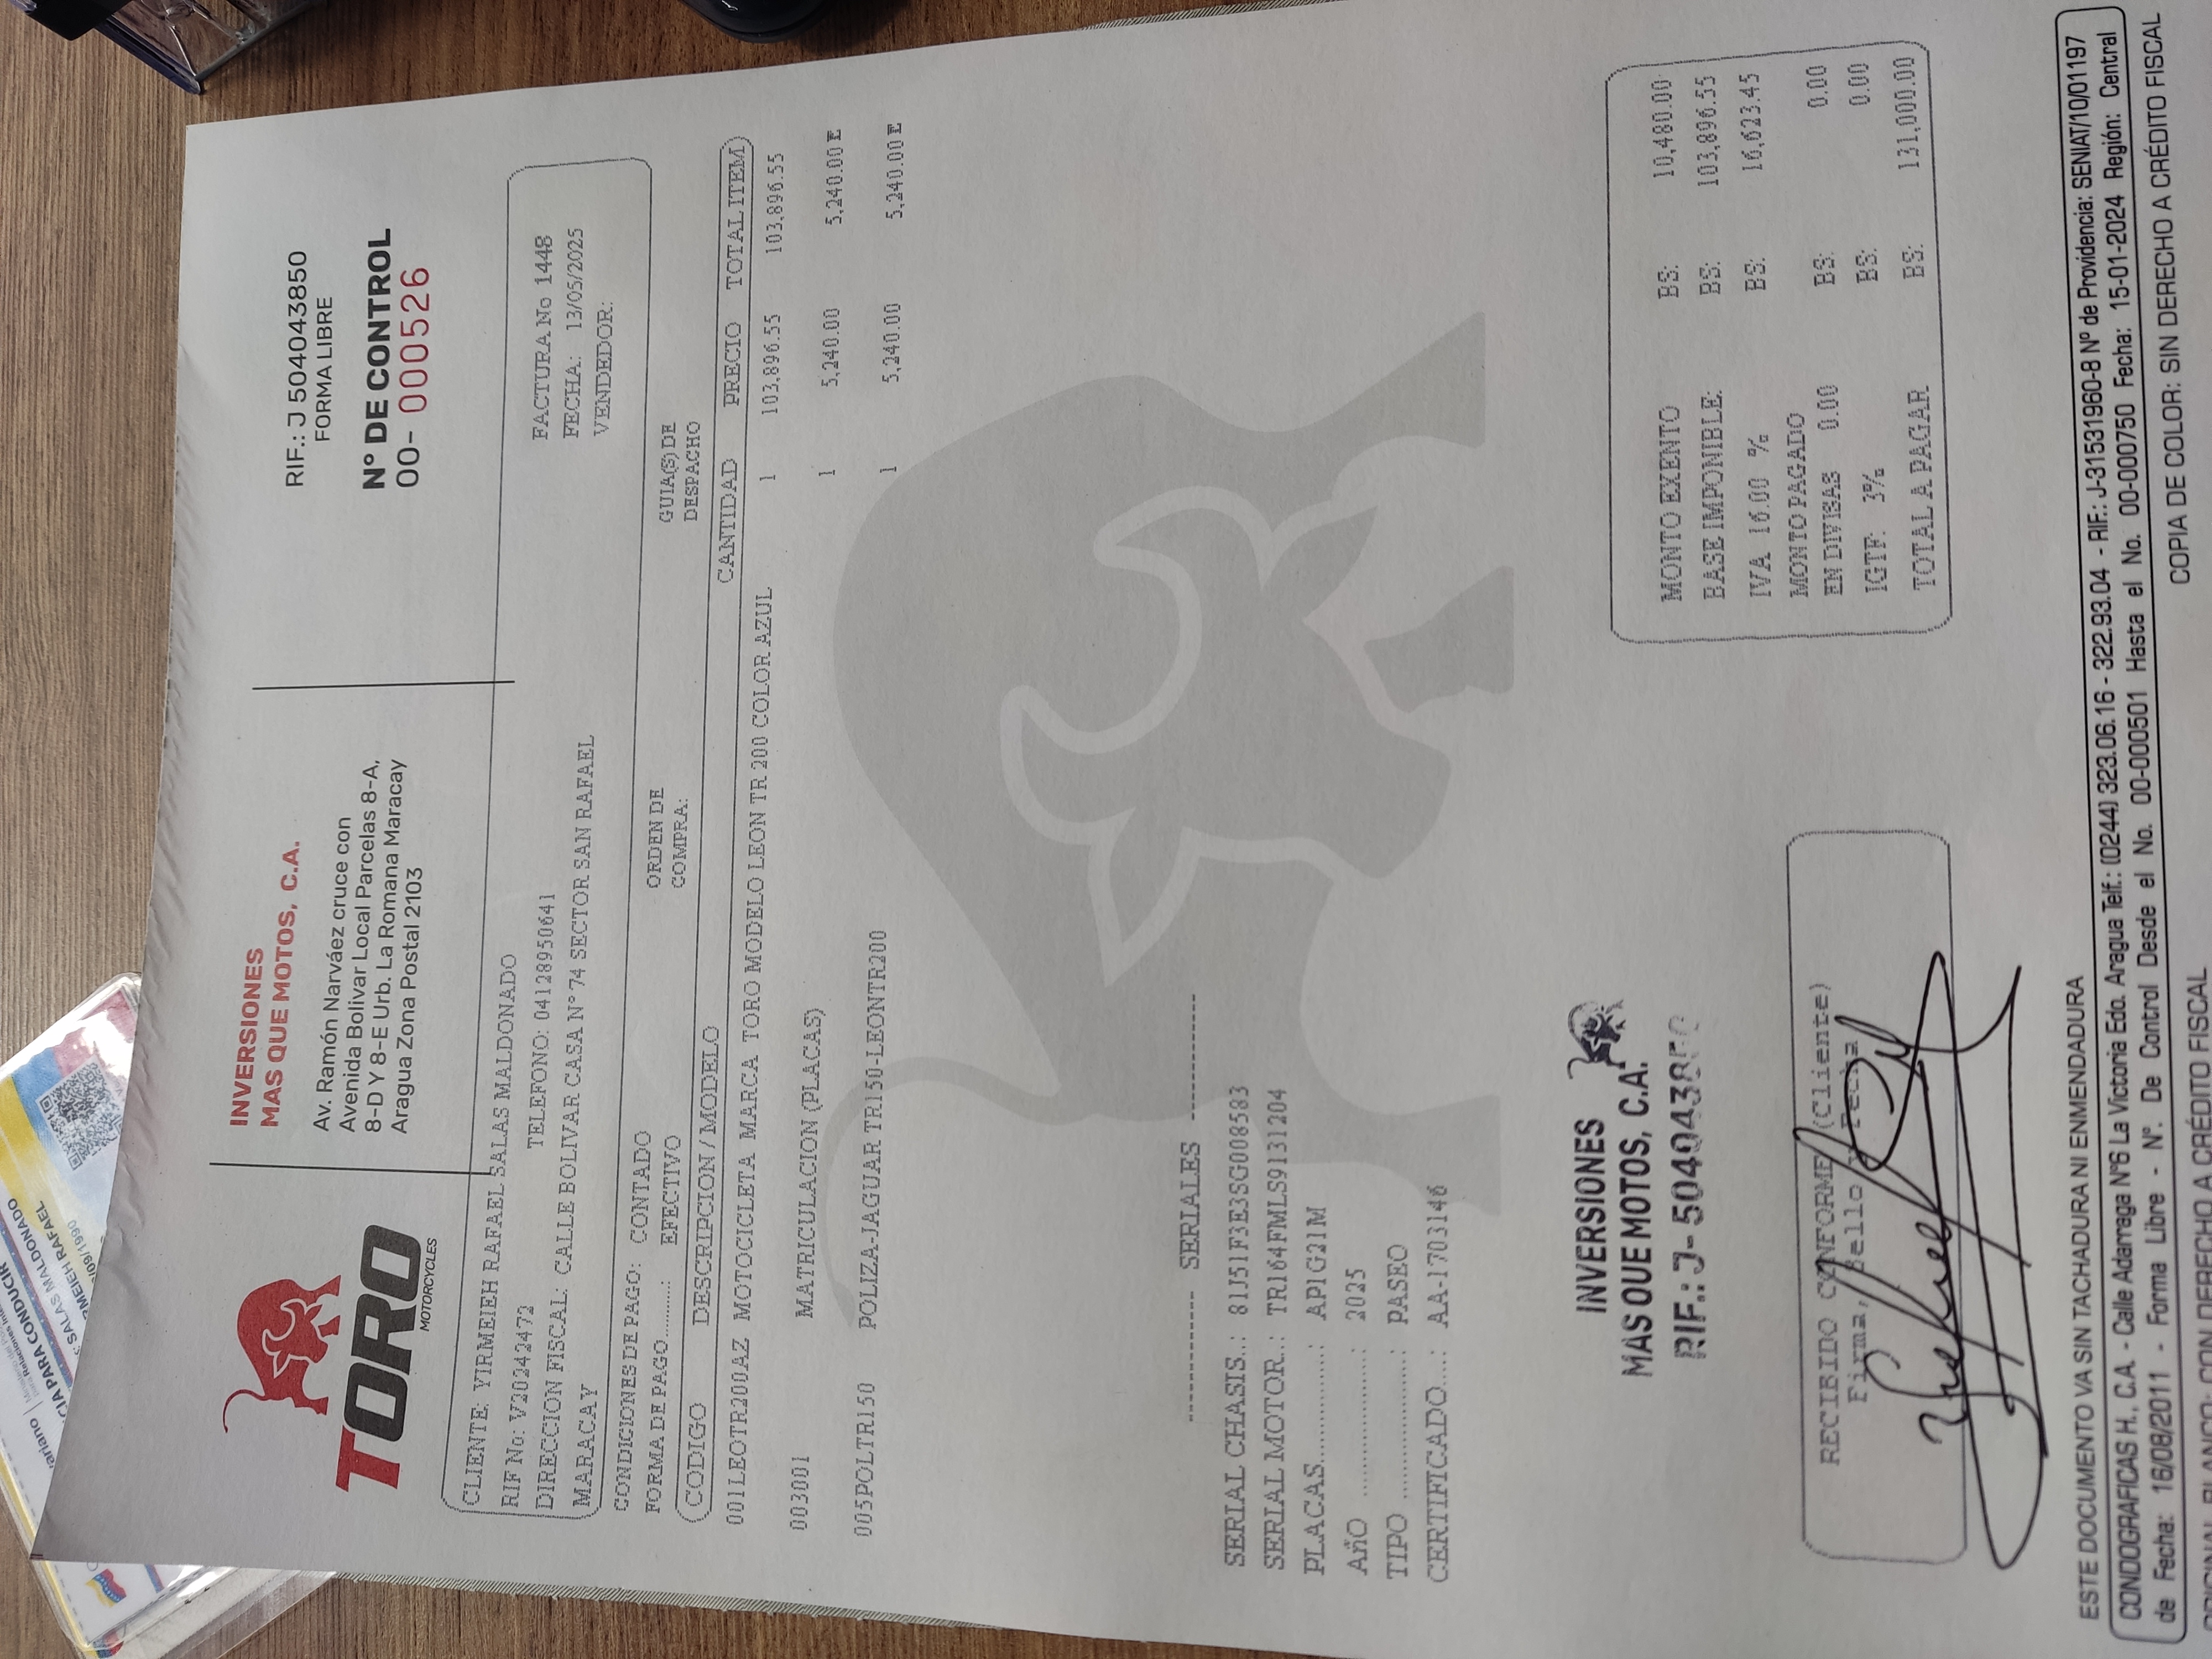 TORO
MOTORCYCLES
INVERSIONES
MAS QUE MOTOS, C.A.
Av. Ramón Narváez cruce con
Avenida Bolivar Local Parcelas 8-A,
8-D Y 8-E Urb. La Romana Maracay
Aragua Zona Postal 2103
RIF.: J 504043850
FORMA LIBRE
N° DE CONTROL
00- 000526
CLIENTE: YIRMEIEH RAFAEL SALAS MALDONADO
RIF No: V20242472 TELEFONO: 04128950641
DIRECCION FISCAL: CALLE BOLIVAR CASA N° 74 SECTOR SAN RAFAEL
MARACAY
FACTURA No 1448
FECHA: 13/05/2025
VENDEDOR:
CONDICIONES DE PAGO: CONTADO
FORMA DE PAGO..........: EFECTIVO
ORDEN DE
COMPRA:
GUIA(S) DE
DESPACHO
CODIGO DESCRIPCION / MODELO CANTIDAD PRECIO TOTAL ITEM
001LEOTR200AZ MOTOCICLETA MARCA TORO MODELO LEON TR 200 COLOR AZUL 1 103,896.55 103,896.55
003001 MATRICULACION (PLACAS) 1 5,240.00 5,240.00 E
005POLTR150 POLIZA-JAGUAR TR150-LEONTR200 1 5,240.00 5,240.00 E
---------------- SERIALES ----------------
SERIAL CHASIS..: 81J51F3E3SG008583
SERIAL MOTOR..: TR164FMLS9131204
PLACAS...............: AP1G21M
Año ...................: 2025
TIPO ..................: PASEO
CERTIFICADO....: AA-1703146
INVERSIONES
MAS QUE MOTOS, C.A.
MONTO EXENTO BS: 10,480.00
BASE IMPONIBLE: BS: 103,896.55
IVA 16.00 % BS: 16,623.45
MONTO PAGADO
EN DIVISAS 0.00 BS: 0.00
IGTF: 3% BS: 0.00
TOTAL A PAGAR BS: 131,000.00
RECIBIDO CONFORME (Cliente)
Firma, Sello y Fecha
ESTE DOCUMENTO VA SIN TACHADURA NI ENMENDADURA
CONDOGRAFICAS H., C.A. - Calle Adarraga N°6 La Victoria Edo. Aragua Telf.: (0244) 323.06.16 - 322.93.04 - RIF.: J-31531960-8 Nº de Providencia: SENIAT/10/01197
de Fecha: 16/08/2011 - Forma Libre - N°. De Control Desde el No. 00-000501 Hasta el No. 00-000750 Fecha: 15-01-2024 Región: Central
COPIA DE COLOR: SIN DERECHO A CRÉDITO FISCAL
ORIGINAL BLANCO: CON DERECHO A CRÉDITO FISCAL